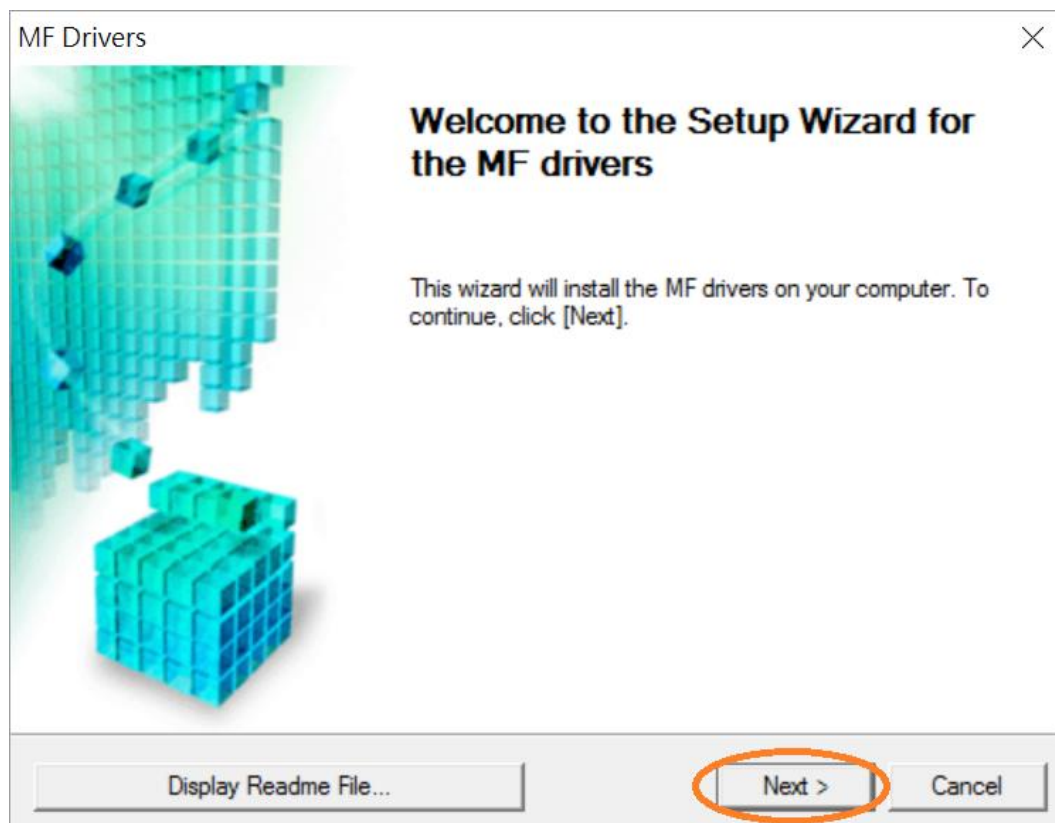 MF Drivers
Welcome to the Setup Wizard for
the MF drivers
This wizard will install the MF drivers on your computer. To
continue, click [Next].
Display Readme File...
Next >
Cancel